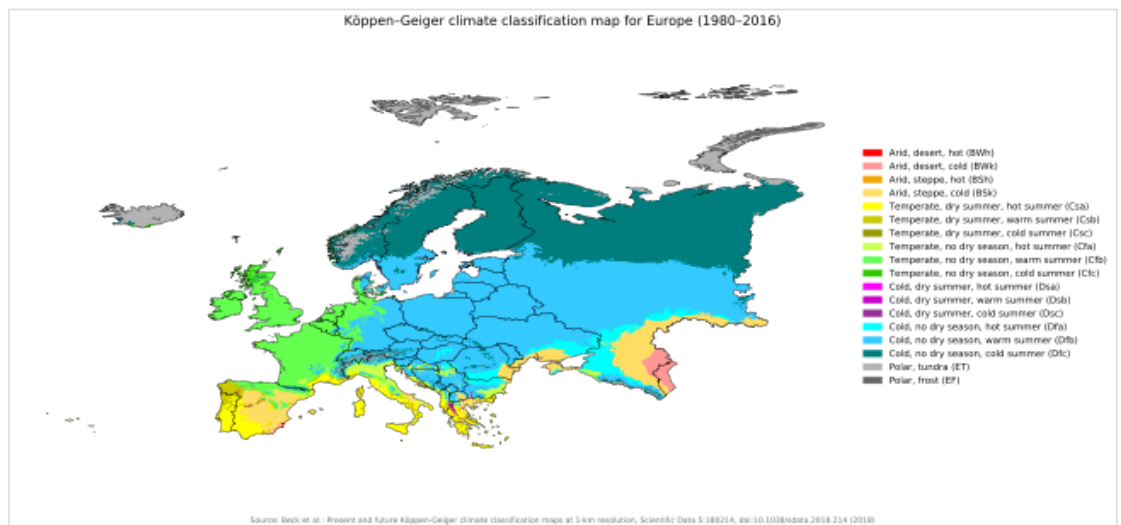 Köppen–Geiger climate classification map for Europe (1980–2016)
Arid, desert, hot (BWh)
Arid, desert, cold (BWk)
Arid, steppe, hot (BSh)
Arid, steppe, cold (BSk)
Temperate, dry summer, hot summer (Csa)
Temperate, dry summer, warm summer (Csb)
Temperate, dry summer, cold summer (Csc)
Temperate, no dry season, hot summer (Cfa)
Temperate, no dry season, warm summer (Cfb)
Temperate, no dry season, cold summer (Cfc)
Cold, dry summer, hot summer (Dsa)
Cold, dry summer, warm summer (Dsb)
Cold, dry summer, cold summer (Dsc)
Cold, no dry season, hot summer (Dfa)
Cold, no dry season, warm summer (Dfb)
Cold, no dry season, cold summer (Dfc)
Polar, tundra (ET)
Polar, frost (EF)
Source: Beck et al.: Present and future Köppen-Geiger climate classification maps at 1-km resolution, Scientific Data 5:180214, doi:10.1038/sdata.2018.214 (2018)